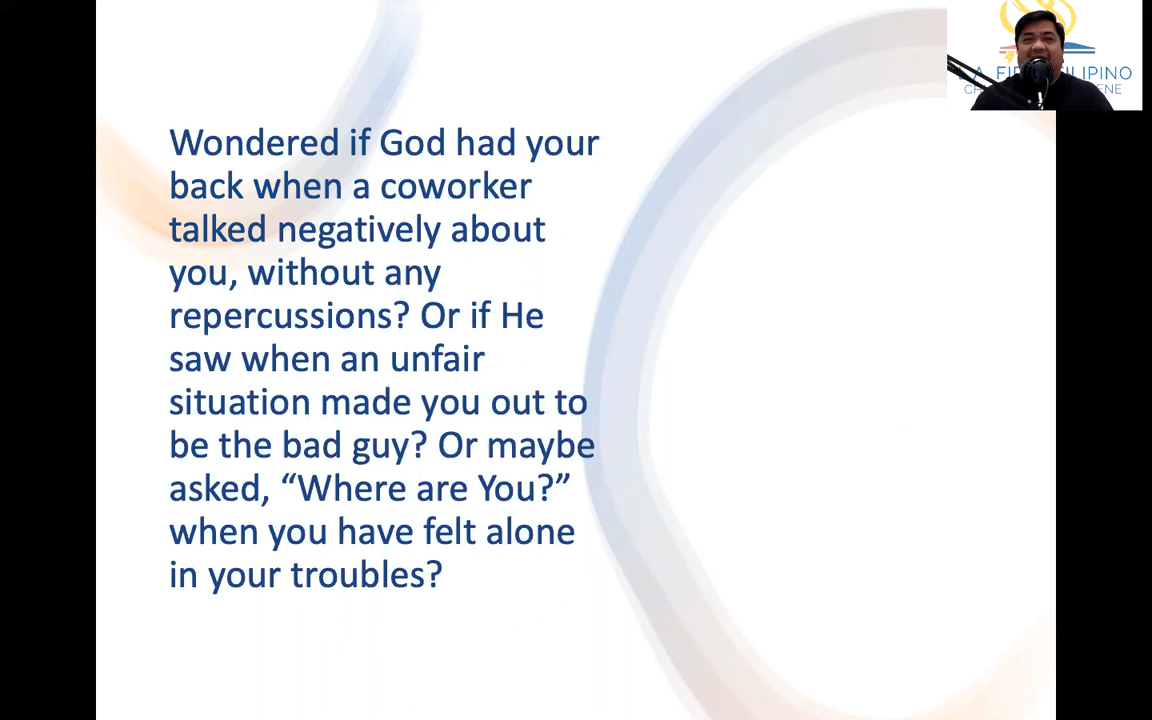 Wondered if God had your
back when a coworker
talked negatively about
you, without any
repercussions? Or if He
saw when an unfair
situation made you out to
be the bad guy? Or maybe
asked, “Where are You?”
when you have felt alone
in your troubles?